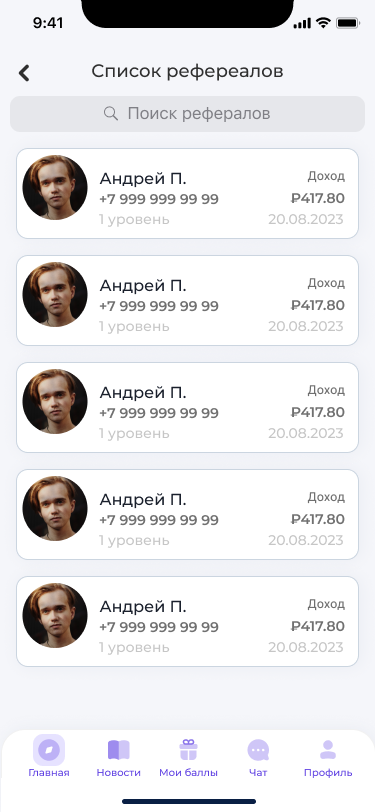 9:41
Список рефереалов
Поиск рефералов
Андрей П.
Доход
+7 999 999 99 99
₽417.80
1 уровень
20.08.2023
Андрей П.
Доход
+7 999 999 99 99
₽417.80
1 уровень
20.08.2023
Андрей П.
Доход
+7 999 999 99 99
₽417.80
1 уровень
20.08.2023
Андрей П.
Доход
+7 999 999 99 99
₽417.80
1 уровень
20.08.2023
Андрей П.
Доход
+7 999 999 99 99
₽417.80
1 уровень
20.08.2023
Главная
Новости
Мои баллы
Чат
Профиль